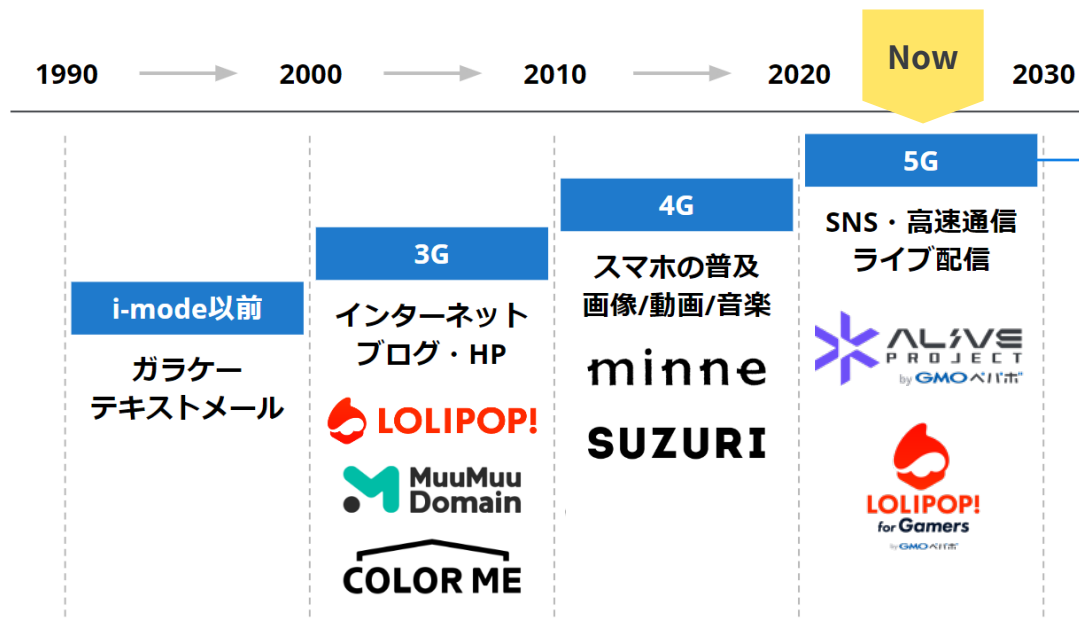 1990 2000 2010 2020 Now 2030
i-mode以前
ガラケー
テキストメール
3G
インターネット
ブログ・HP
LOLIPOP!
MuuMuu
Domain
COLOR ME
4G
スマホの普及
画像/動画/音楽
minne
SUZURI
5G
SNS・高速通信
ライブ配信
ALiVE
PROJECT
by GMOペパボ
LOLIPOP!
for Gamers
by GMOペパボ